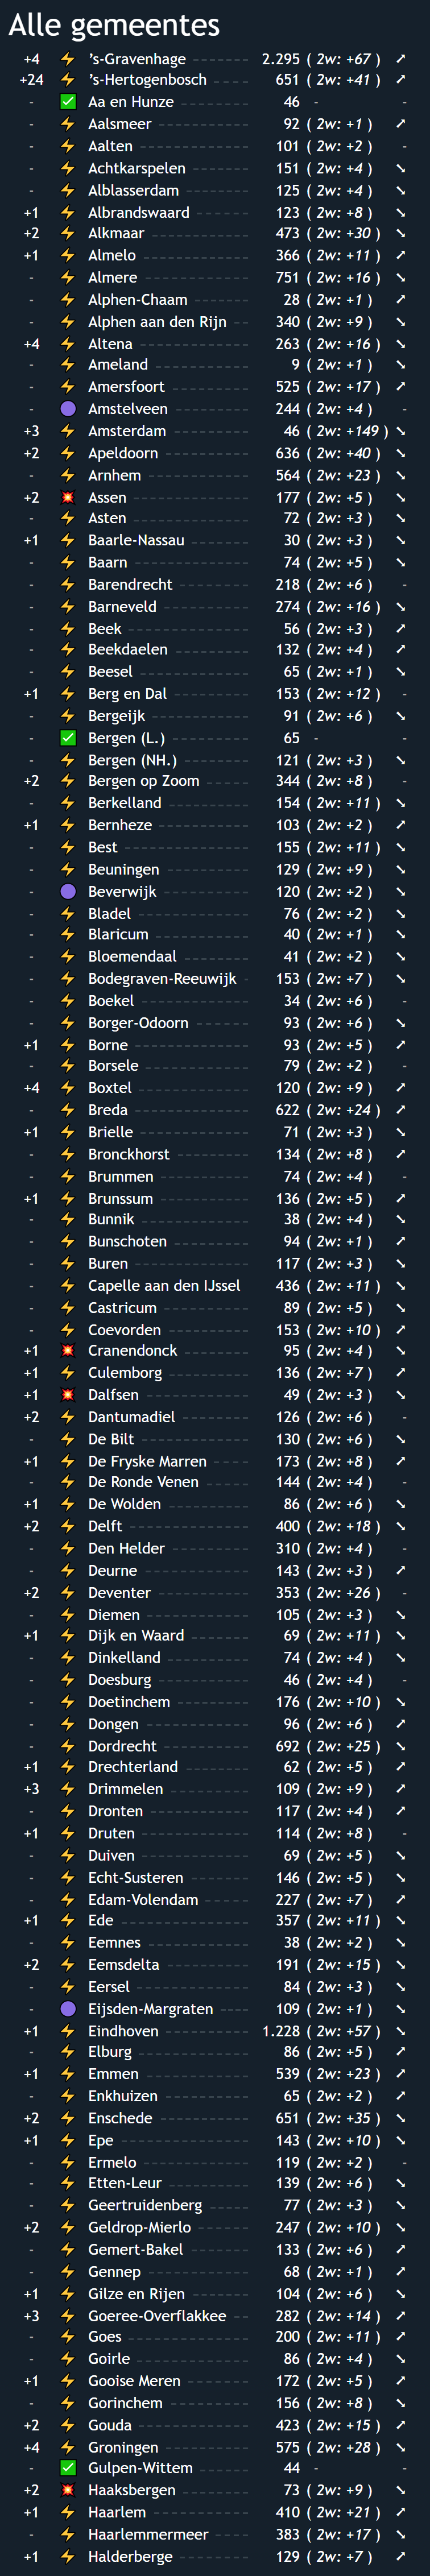 Alle gemeentes
+4 ⚡ ’s-Gravenhage 2.295 ( 2w: +67 ) ↗
+24 ⚡ ’s-Hertogenbosch 651 ( 2w: +41 ) ↗
- ✅ Aa en Hunze 46 - -
- ⚡ Aalsmeer 92 ( 2w: +1 ) ↗
- ⚡ Aalten 101 ( 2w: +2 ) -
- ⚡ Achtkarspelen 151 ( 2w: +4 ) ↘
- ⚡ Alblasserdam 125 ( 2w: +4 ) ↘
+1 ⚡ Albrandswaard 123 ( 2w: +8 ) ↘
+2 ⚡ Alkmaar 473 ( 2w: +30 ) ↘
+1 ⚡ Almelo 366 ( 2w: +11 ) ↗
- ⚡ Almere 751 ( 2w: +16 ) ↘
- ⚡ Alphen-Chaam 28 ( 2w: +1 ) ↗
- ⚡ Alphen aan den Rijn 340 ( 2w: +9 ) ↘
+4 ⚡ Altena 263 ( 2w: +16 ) ↘
- ⚡ Ameland 9 ( 2w: +1 ) ↘
- ⚡ Amersfoort 525 ( 2w: +17 ) ↗
- 🟣 Amstelveen 244 ( 2w: +4 ) -
+3 ⚡ Amsterdam 46 ( 2w: +149 ) ↘
+2 ⚡ Apeldoorn 636 ( 2w: +40 ) ↘
- ⚡ Arnhem 564 ( 2w: +23 ) ↘
+2 💥 Assen 177 ( 2w: +5 ) ↘
- ⚡ Asten 72 ( 2w: +3 ) ↘
+1 ⚡ Baarle-Nassau 30 ( 2w: +3 ) ↘
- ⚡ Baarn 74 ( 2w: +5 ) ↘
- ⚡ Barendrecht 218 ( 2w: +6 ) -
- ⚡ Barneveld 274 ( 2w: +16 ) ↘
- ⚡ Beek 56 ( 2w: +3 ) ↗
- ⚡ Beekdaelen 132 ( 2w: +4 ) ↗
- ⚡ Beesel 65 ( 2w: +1 ) ↘
+1 ⚡ Berg en Dal 153 ( 2w: +12 ) -
- ⚡ Bergeijk 91 ( 2w: +6 ) ↘
- ✅ Bergen (L.) 65 - -
- ⚡ Bergen (NH.) 121 ( 2w: +3 ) ↘
+2 ⚡ Bergen op Zoom 344 ( 2w: +8 ) -
- ⚡ Berkelland 154 ( 2w: +11 ) ↘
+1 ⚡ Bernheze 103 ( 2w: +2 ) ↗
- ⚡ Best 155 ( 2w: +11 ) ↘
- ⚡ Beuningen 129 ( 2w: +9 ) ↘
- 🟣 Beverwijk 120 ( 2w: +2 ) ↘
- ⚡ Bladel 76 ( 2w: +2 ) ↘
- ⚡ Blaricum 40 ( 2w: +1 ) ↘
- ⚡ Bloemendaal 41 ( 2w: +2 ) ↘
- ⚡ Bodegraven-Reeuwijk 153 ( 2w: +7 ) ↘
- ⚡ Boekel 34 ( 2w: +6 ) -
- ⚡ Borger-Odoorn 93 ( 2w: +6 ) ↘
+1 ⚡ Borne 93 ( 2w: +5 ) ↗
- ⚡ Borsele 79 ( 2w: +2 ) -
+4 ⚡ Boxtel 120 ( 2w: +9 ) ↗
- ⚡ Breda 622 ( 2w: +24 ) ↗
+1 ⚡ Brielle 71 ( 2w: +3 ) ↘
- ⚡ Bronckhorst 134 ( 2w: +8 ) ↗
- ⚡ Brummen 74 ( 2w: +4 ) -
+1 ⚡ Brunssum 136 ( 2w: +5 ) ↗
- ⚡ Bunnik 38 ( 2w: +4 ) ↘
- ⚡ Bunschoten 94 ( 2w: +1 ) ↗
- ⚡ Buren 117 ( 2w: +3 ) ↘
- ⚡ Capelle aan den IJssel 436 ( 2w: +11 ) ↘
- ⚡ Castricum 89 ( 2w: +5 ) ↘
- ⚡ Coevorden 153 ( 2w: +10 ) ↗
+1 💥 Cranendonck 95 ( 2w: +4 ) ↘
+1 ⚡ Culemborg 136 ( 2w: +7 ) ↗
+1 💥 Dalfsen 49 ( 2w: +3 ) ↘
+2 ⚡ Dantumadiel 126 ( 2w: +6 ) -
- ⚡ De Bilt 130 ( 2w: +6 ) ↘
+1 ⚡ De Fryske Marren 173 ( 2w: +8 ) ↗
- ⚡ De Ronde Venen 144 ( 2w: +4 ) -
+1 ⚡ De Wolden 86 ( 2w: +6 ) ↘
+2 ⚡ Delft 400 ( 2w: +18 ) ↘
- ⚡ Den Helder 310 ( 2w: +4 ) -
- ⚡ Deurne 143 ( 2w: +3 ) ↗
+2 ⚡ Deventer 353 ( 2w: +26 ) -
- ⚡ Diemen 105 ( 2w: +3 ) ↘
+1 ⚡ Dijk en Waard 69 ( 2w: +11 ) ↘
- ⚡ Dinkelland 74 ( 2w: +4 ) ↘
- ⚡ Doesburg 46 ( 2w: +4 ) -
- ⚡ Doetinchem 176 ( 2w: +10 ) ↘
- ⚡ Dongen 96 ( 2w: +6 ) ↗
- ⚡ Dordrecht 692 ( 2w: +25 ) ↘
+1 ⚡ Drechterland 62 ( 2w: +5 ) ↗
+3 ⚡ Drimmelen 109 ( 2w: +9 ) ↗
- ⚡ Dronten 117 ( 2w: +4 ) ↗
+1 ⚡ Druten 114 ( 2w: +8 ) -
- ⚡ Duiven 69 ( 2w: +5 ) ↘
- ⚡ Echt-Susteren 146 ( 2w: +5 ) ↘
- ⚡ Edam-Volendam 227 ( 2w: +7 ) ↗
+1 ⚡ Ede 357 ( 2w: +11 ) ↘
- ⚡ Eemnes 38 ( 2w: +2 ) ↘
+2 ⚡ Eemsdelta 191 ( 2w: +15 ) ↘
- ⚡ Eersel 84 ( 2w: +3 ) ↘
- 🟣 Eijsden-Margraten 109 ( 2w: +1 ) ↘
+1 ⚡ Eindhoven 1.228 ( 2w: +57 ) ↘
- ⚡ Elburg 86 ( 2w: +5 ) ↗
+1 ⚡ Emmen 539 ( 2w: +23 ) ↗
- ⚡ Enkhuizen 65 ( 2w: +2 ) ↗
+2 ⚡ Enschede 651 ( 2w: +35 ) ↘
+1 ⚡ Epe 143 ( 2w: +10 ) ↘
- ⚡ Ermelo 119 ( 2w: +2 ) -
- ⚡ Etten-Leur 139 ( 2w: +6 ) ↘
- ⚡ Geertruidenberg 77 ( 2w: +3 ) ↘
+2 ⚡ Geldrop-Mierlo 247 ( 2w: +10 ) ↘
- ⚡ Gemert-Bakel 133 ( 2w: +6 ) ↗
- ⚡ Gennep 68 ( 2w: +1 ) ↗
+1 ⚡ Gilze en Rijen 104 ( 2w: +6 ) ↘
+3 ⚡ Goeree-Overflakkee 282 ( 2w: +14 ) ↗
- ⚡ Goes 200 ( 2w: +11 ) ↗
- ⚡ Goirle 86 ( 2w: +4 ) ↘
+1 ⚡ Gooise Meren 172 ( 2w: +5 ) ↗
- ⚡ Gorinchem 156 ( 2w: +8 ) ↘
+2 ⚡ Gouda 423 ( 2w: +15 ) ↗
+4 ⚡ Groningen 575 ( 2w: +28 ) ↘
- ✅ Gulpen-Wittem 44 - -
+2 💥 Haaksbergen 73 ( 2w: +9 ) ↘
+1 ⚡ Haarlem 410 ( 2w: +21 ) ↗
- ⚡ Haarlemmermeer 383 ( 2w: +17 ) ↘
+1 ⚡ Halderberge 129 ( 2w: +7 ) ↗